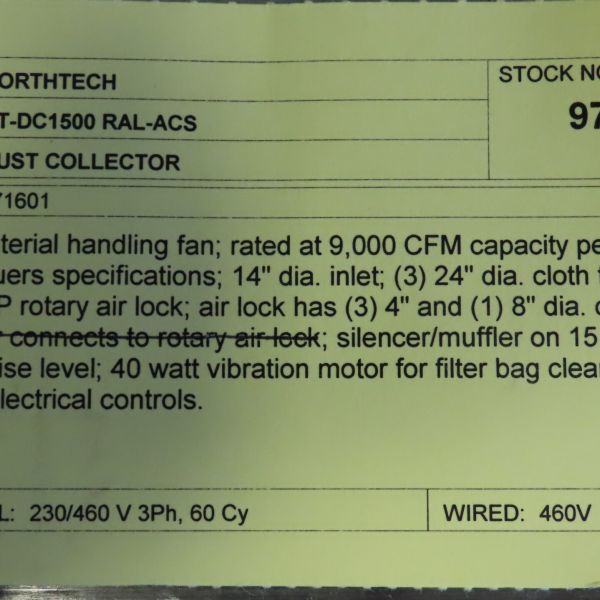 ORTHTECH
STOCK NO
T-DC1500 RAL-ACS
97
UST COLLECTOR
71601
terial handling fan; rated at 9,000 CFM capacity pe
uers specifications; 14" dia. inlet; (3) 24" dia. cloth
P rotary air lock; air lock has (3) 4" and (1) 8" dia.
connects to rotary air lock; silencer/muffler on 15
ise level; 40 watt vibration motor for filter bag clea
lectrical controls.
L: 230/460 V 3Ph, 60 Cy
WIRED: 460V